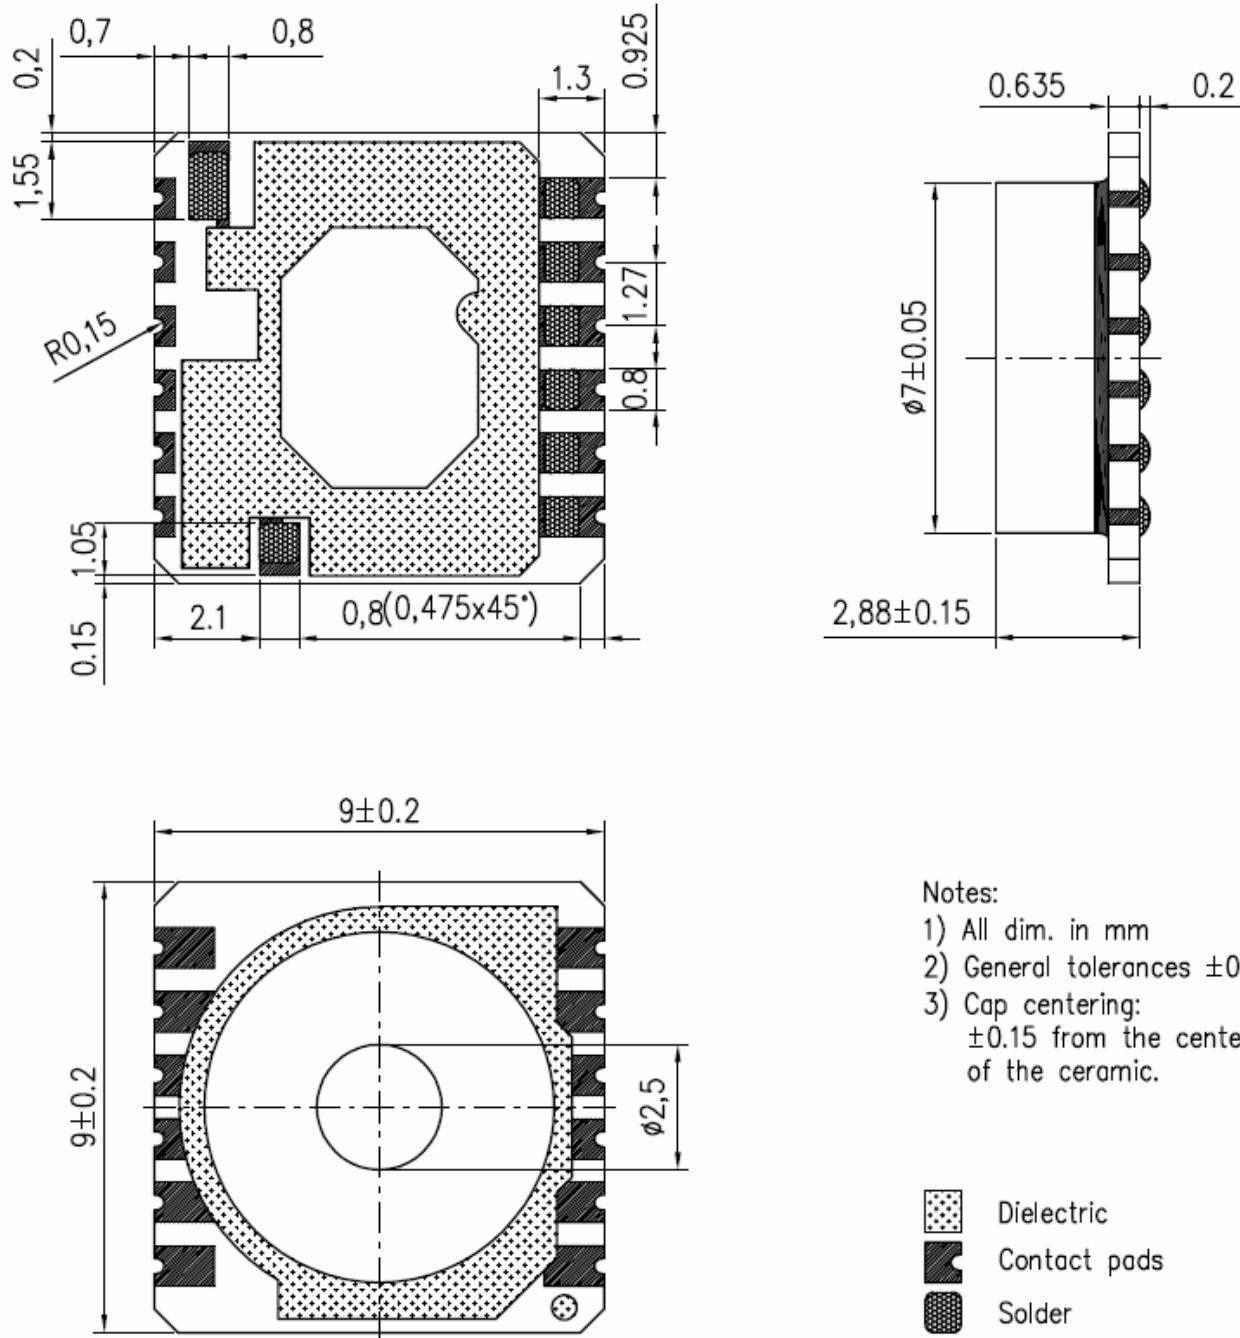 0,7
0,8
0,2
1,55
1.3
0.925
R0,15
1.27
0.8
1.05
0.15
2.1
0,8(0,475x45°)
0.635
0.2
ø7±0.05
2,88±0.15
9±0.2
9±0.2
ø2,5
Notes:
1) All dim. in mm
2) General tolerances ±0
3) Cap centering:
±0.15 from the cente
of the ceramic.
Dielectric
Contact pads
Solder